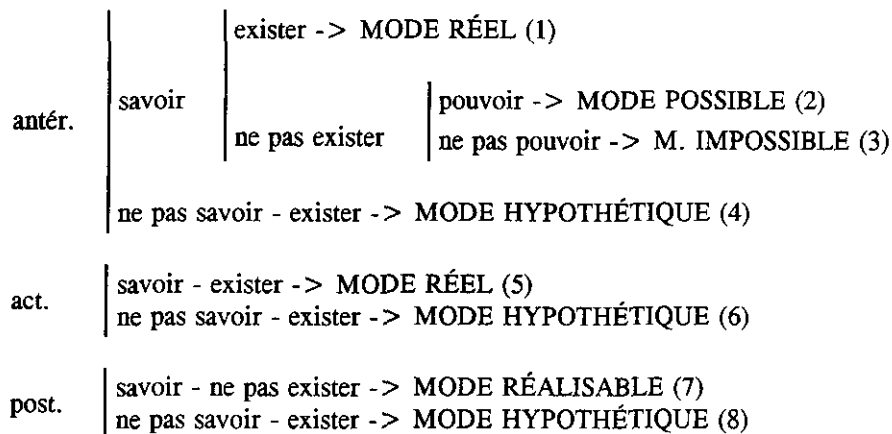 exister -> MODE RÉEL (1)
antér. savoir pouvoir -> MODE POSSIBLE (2)
ne pas exister ne pas pouvoir -> M. IMPOSSIBLE (3)
ne pas savoir - exister -> MODE HYPOTHÉTIQUE (4)
act. savoir - exister -> MODE RÉEL (5)
ne pas savoir - exister -> MODE HYPOTHÉTIQUE (6)
post. savoir - ne pas exister -> MODE RÉALISABLE (7)
ne pas savoir - exister -> MODE HYPOTHÉTIQUE (8)